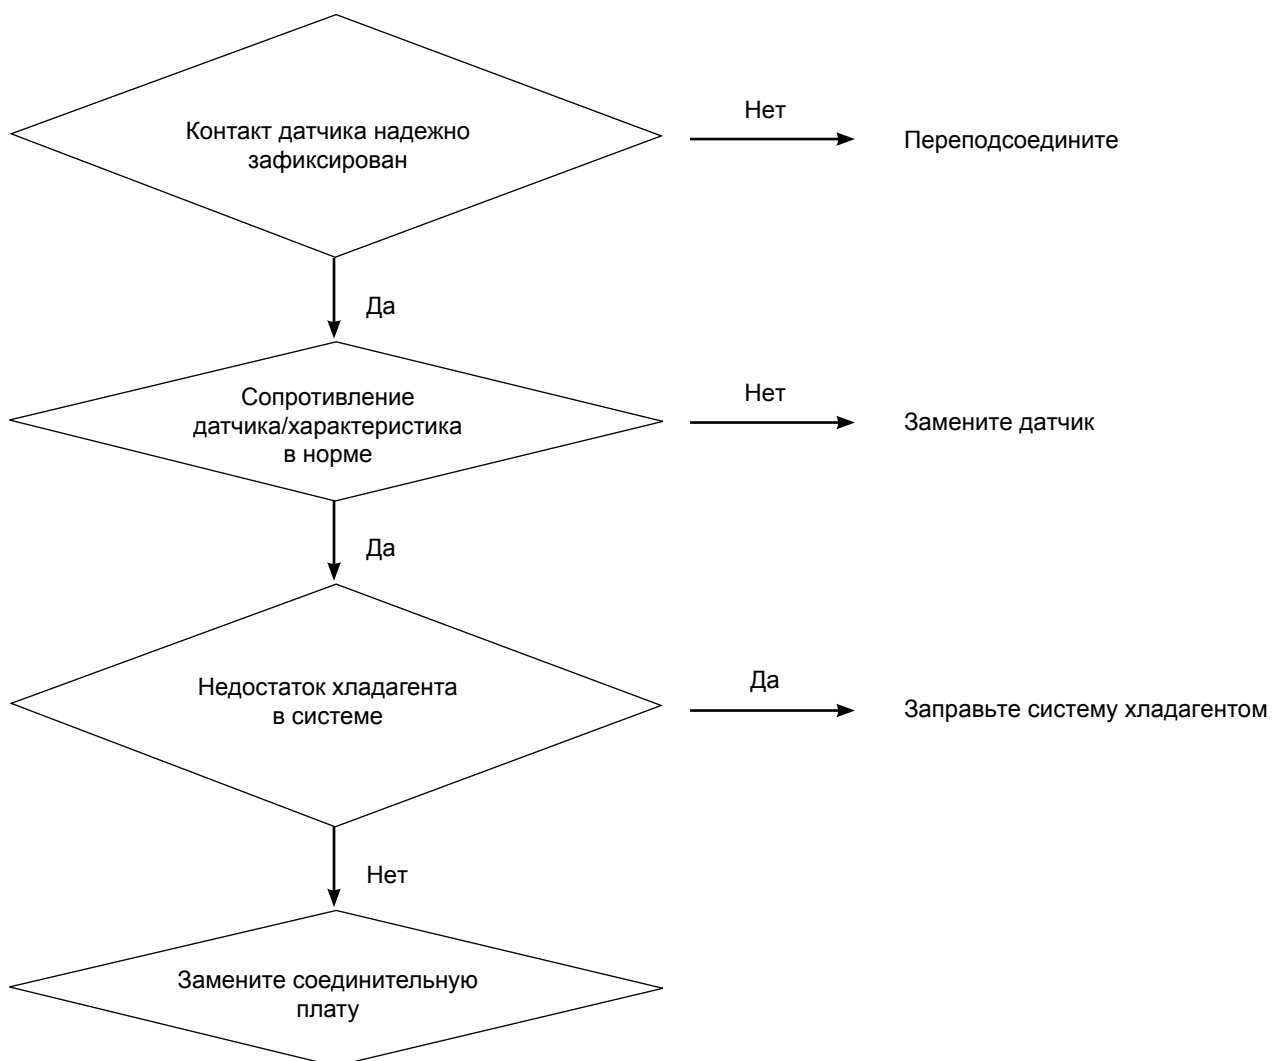 Контакт датчика надежно
зафиксирован
Нет
Переподсоедините
Да
Сопротивление
датчика/характеристика
в норме
Нет
Замените датчик
Да
Недостаток хладагента
в системе
Да
Заправьте систему хладагентом
Нет
Замените соединительную
плату